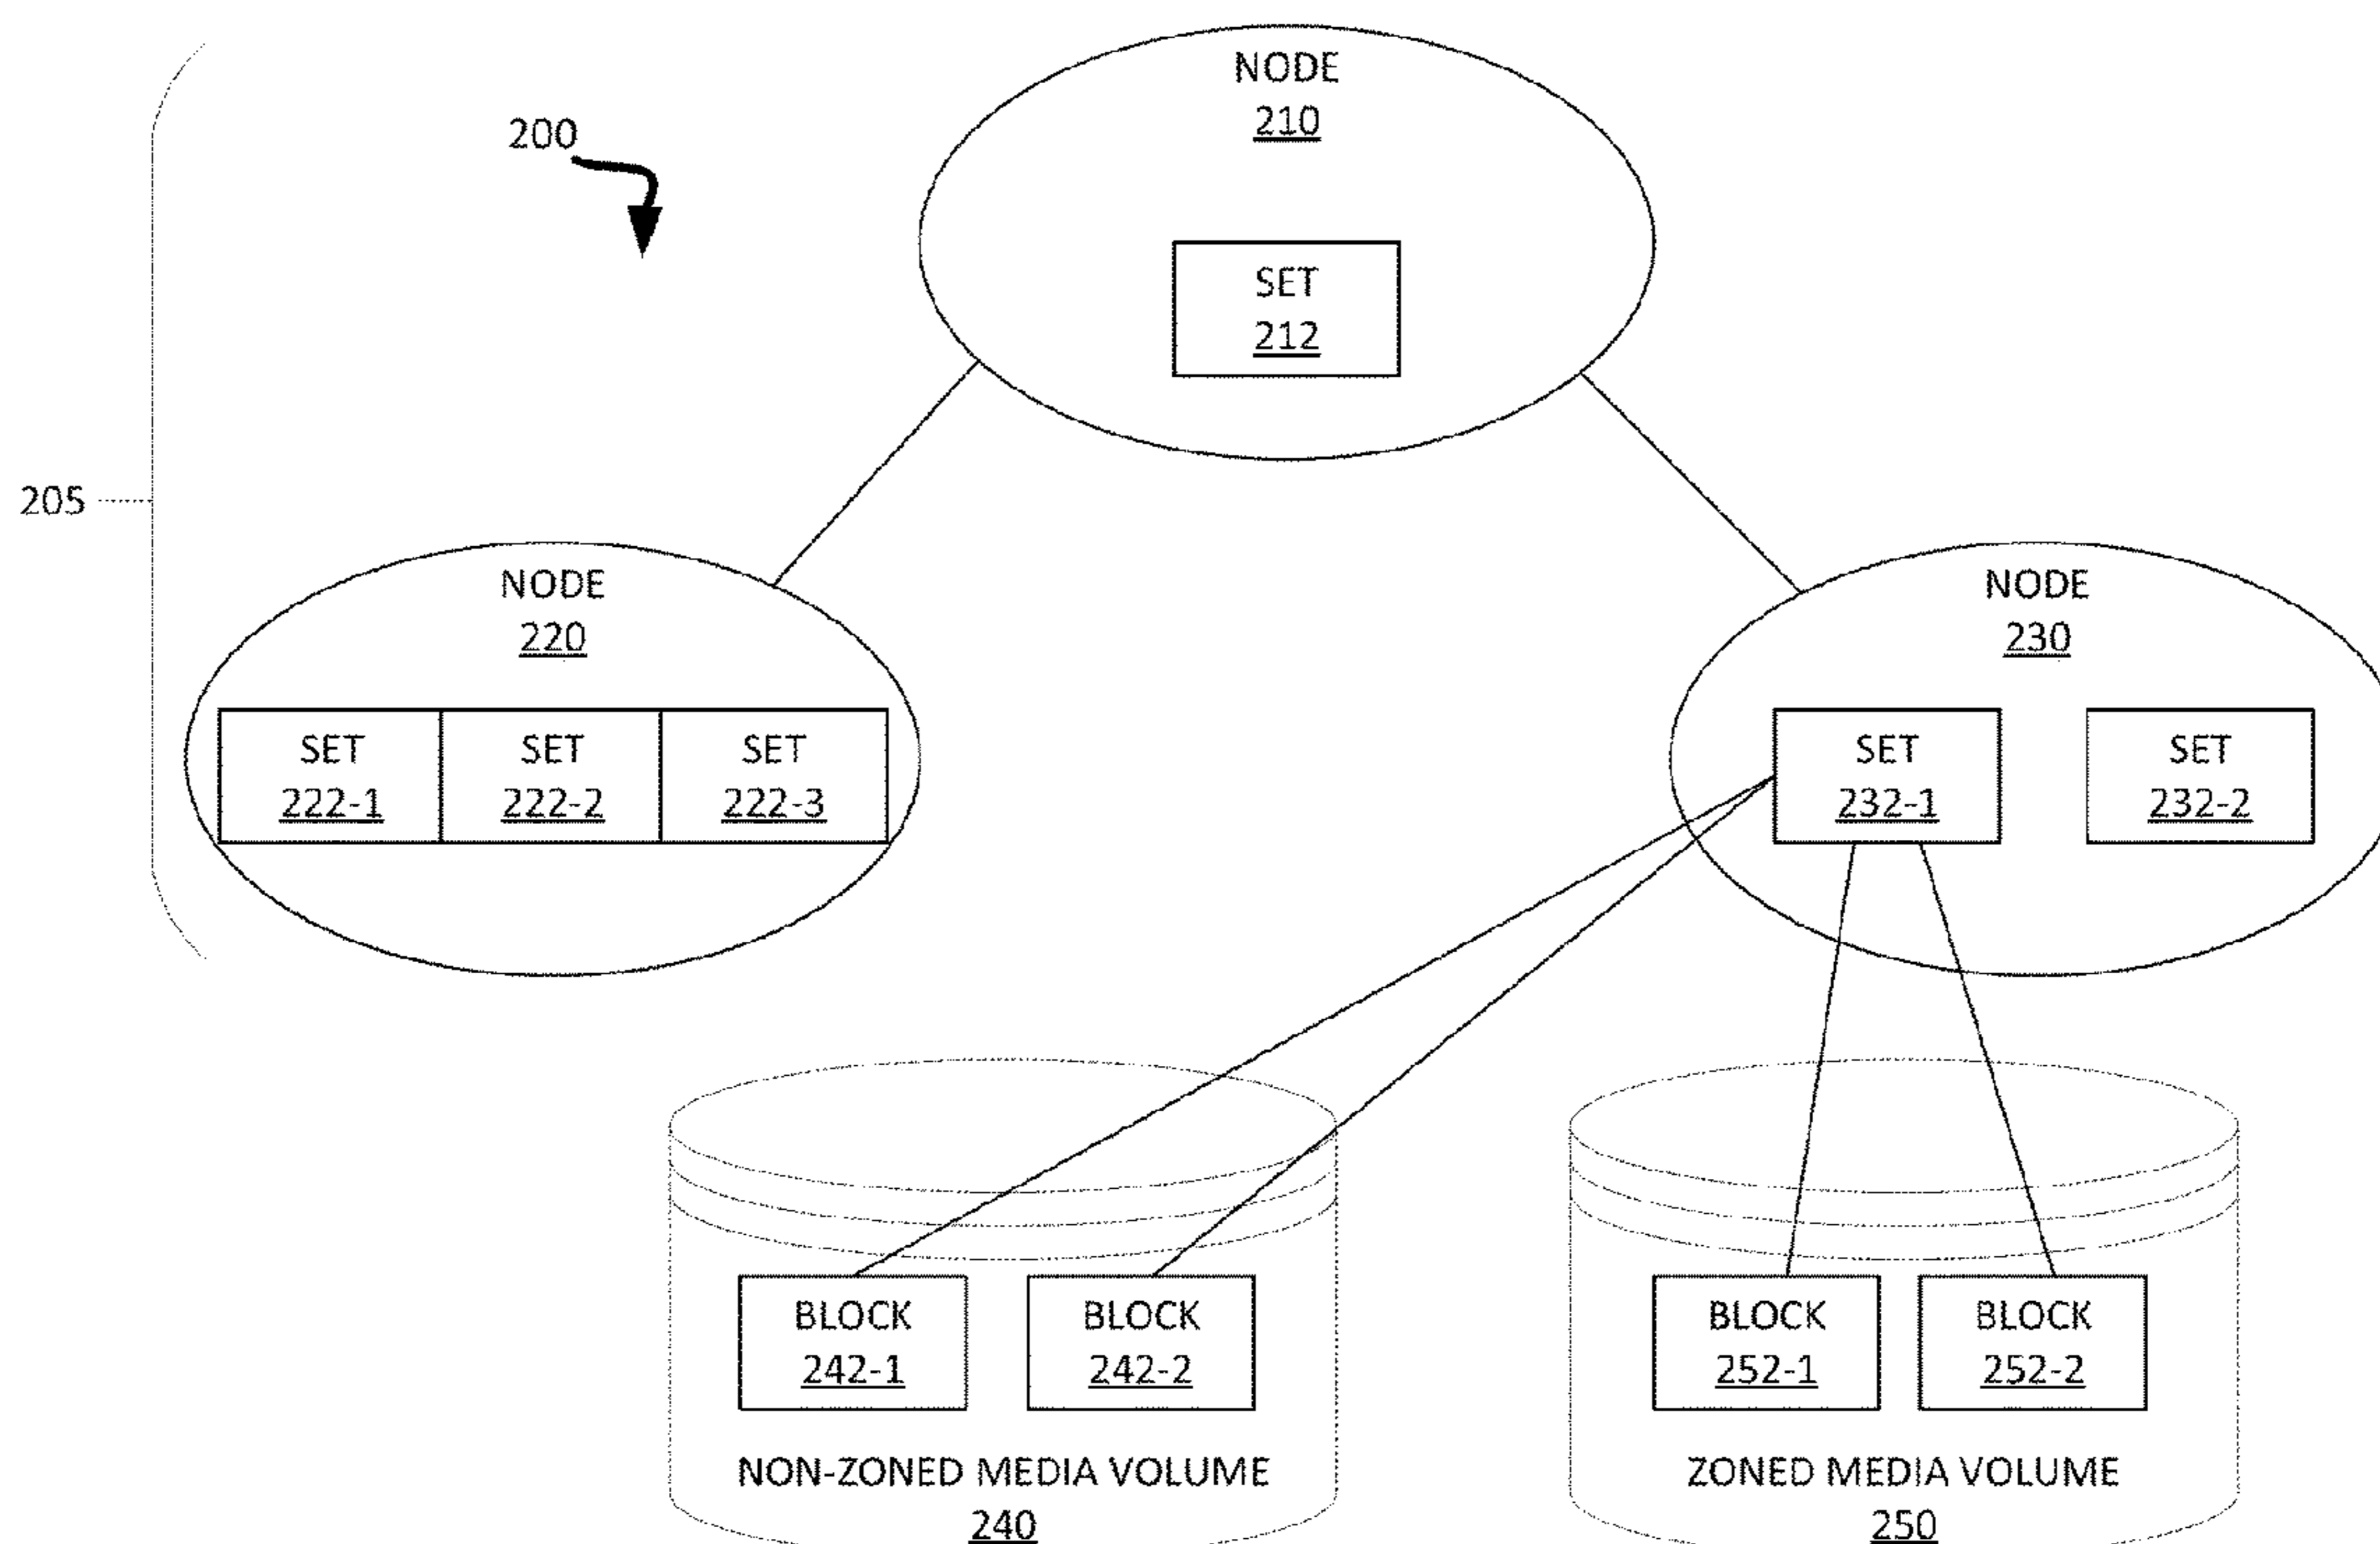 NODE
210
200
SET
212
205
NODE
220
NODE
230
SET
222-1
SET
222-2
SET
222-3
SET
232-1
SET
232-2
BLOCK
242-1
BLOCK
242-2
BLOCK
252-1
BLOCK
252-2
NON-ZONED MEDIA VOLUME
240
ZONED MEDIA VOLUME
250